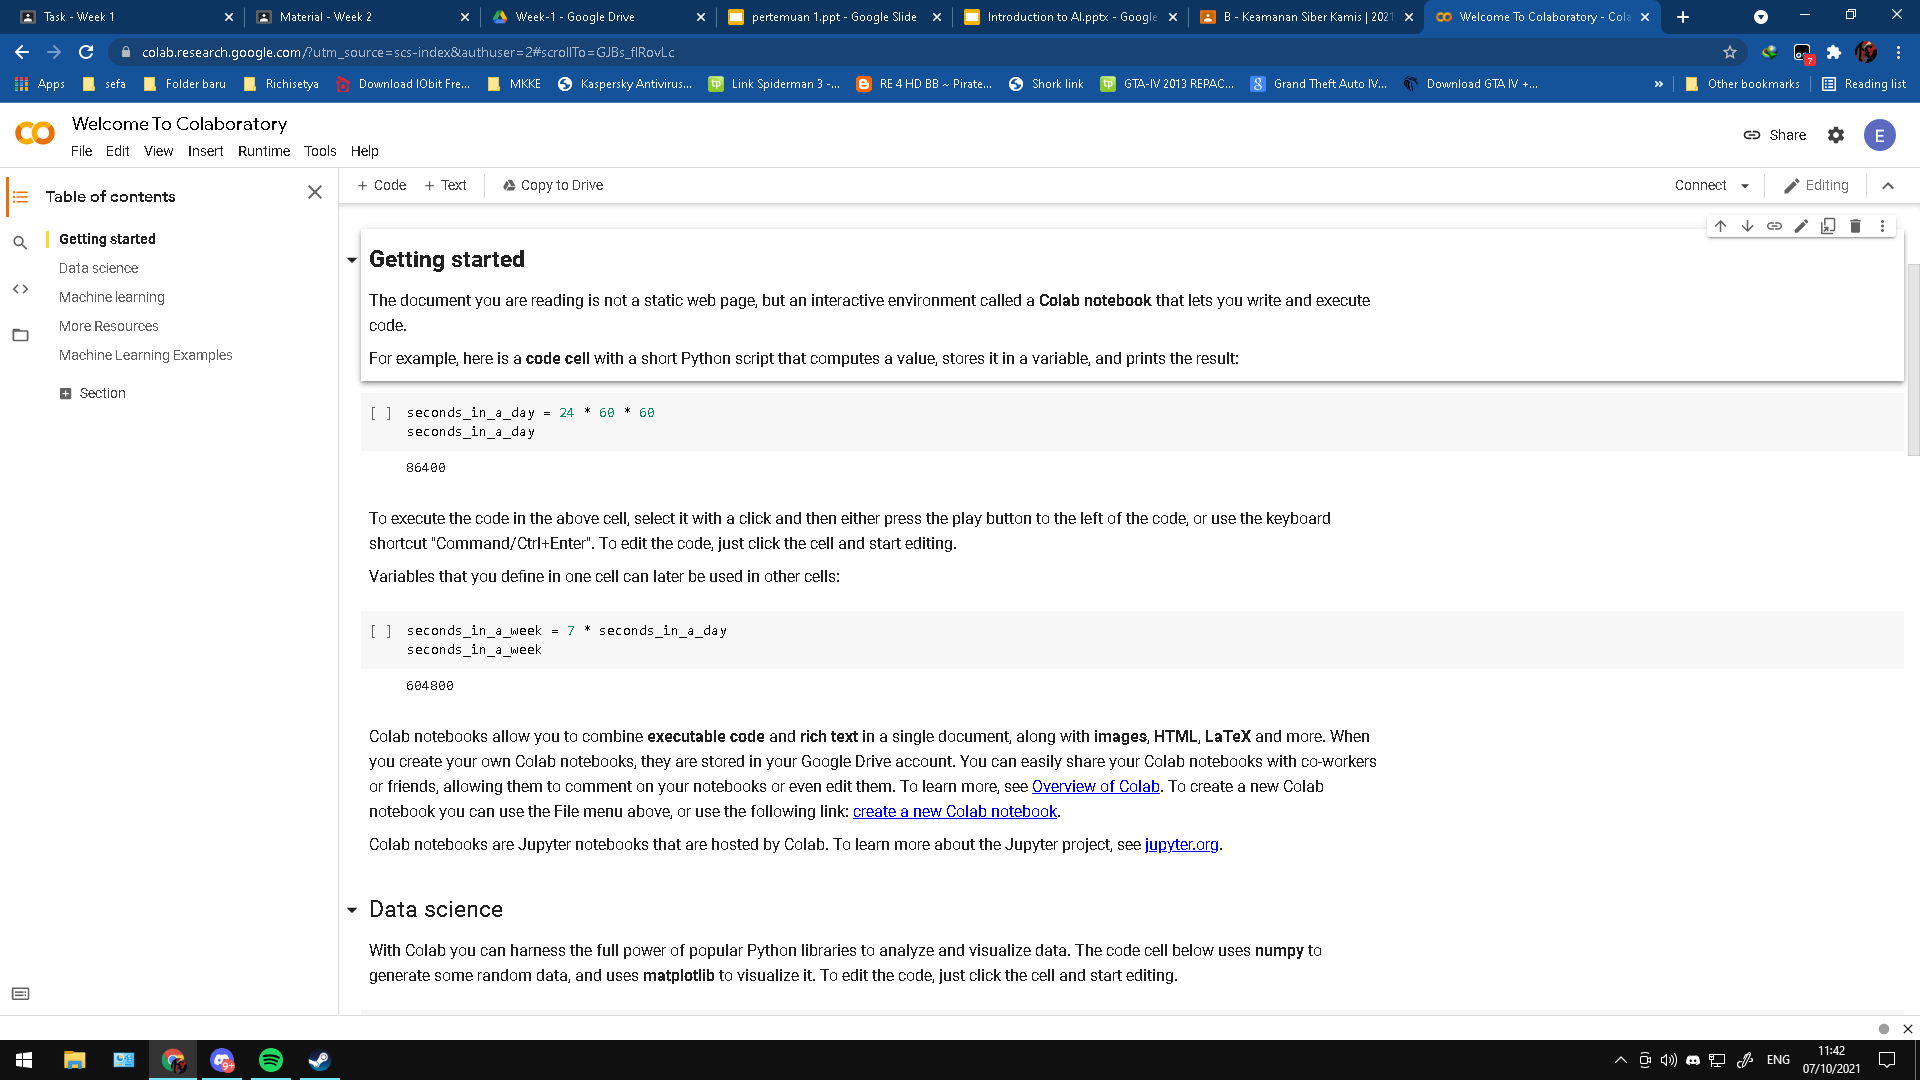 Task - Week 1
Material - Week 2
Week-1 - Google Drive
pertemuan 1.ppt - Google Slide
Introduction to AI.pptx - Google
B - Keamanan Siber Kamis | 2021
Welcome To Colaboratory - Cola
colab.research.google.com/?utm_source=scs-index&authuser=2#scrollTo=GJBs_flRovLc
7
Apps
sefa
Folder baru
Richisetya
Download IObit Fre...
MKKE
Kaspersky Antivirus...
Link Spiderman 3 -...
RE 4 HD BB ~ Pirate...
Shork link
GTA-IV 2013 REPAC...
Grand Theft Auto IV...
Download GTA IV +...
»
Other bookmarks
Reading list
Welcome To Colaboratory
File Edit View Insert Runtime Tools Help
Share
E
Table of contents
Getting started
Data science
Machine learning
More Resources
Machine Learning Examples
Section
+ Code + Text Copy to Drive
Connect
Editing
Getting started
The document you are reading is not a static web page, but an interactive environment called a Colab notebook that lets you write and execute
code.
For example, here is a code cell with a short Python script that computes a value, stores it in a variable, and prints the result:
[ ] seconds_in_a_day = 24 * 60 * 60
seconds_in_a_day
86400
To execute the code in the above cell, select it with a click and then either press the play button to the left of the code, or use the keyboard
shortcut "Command/Ctrl+Enter". To edit the code, just click the cell and start editing.
Variables that you define in one cell can later be used in other cells:
[ ] seconds_in_a_week = 7 * seconds_in_a_day
seconds_in_a_week
604800
Colab notebooks allow you to combine executable code and rich text in a single document, along with images, HTML, LaTeX and more. When
you create your own Colab notebooks, they are stored in your Google Drive account. You can easily share your Colab notebooks with co-workers
or friends, allowing them to comment on your notebooks or even edit them. To learn more, see Overview of Colab. To create a new Colab
notebook you can use the File menu above, or use the following link: create a new Colab notebook.
Colab notebooks are Jupyter notebooks that are hosted by Colab. To learn more about the Jupyter project, see jupyter.org.
Data science
With Colab you can harness the full power of popular Python libraries to analyze and visualize data. The code cell below uses numpy to
generate some random data, and uses matplotlib to visualize it. To edit the code, just click the cell and start editing.
9+
ENG
11:42
07/10/2021